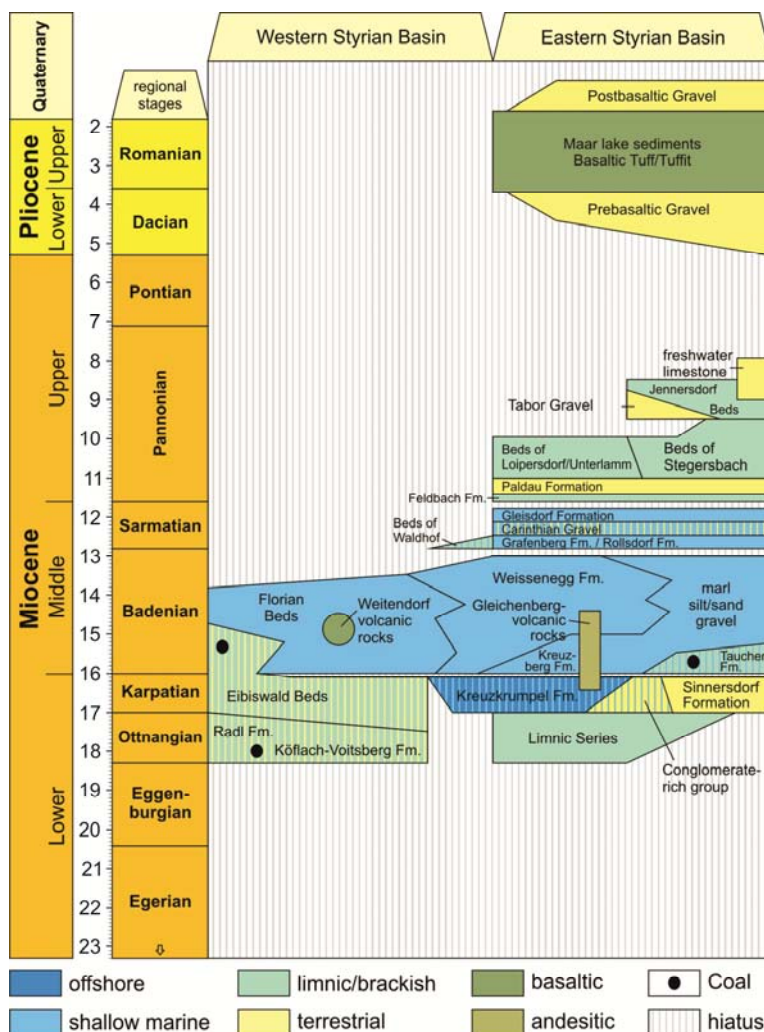 Western Styrian Basin
Eastern Styrian Basin
Quaternary
regional
stages
Pliocene
Upper
Lower
Miocene
Upper
Middle
Lower
2
3
4
5
6
7
8
9
10
11
12
13
14
15
16
17
18
19
20
21
22
23
Romanian
Dacian
Pontian
Pannonian
Sarmatian
Badenian
Karpatian
Ottnangian
Eggen-
burgian
Egerian
Postbasaltic Gravel
Maar lake sediments
Basaltic Tuff/Tuffit
Prebasaltic Gravel
freshwater
limestone
Jennersdorf
Beds
Tabor Gravel
Beds of
Loipersdorf/Unterlamm
Beds of
Stegersbach
Paldau Formation
Feldbach Fm.
Gleisdorf Formation
Carinthian Gravel
Grafenberg Fm. / Rollsdorf Fm.
Beds of
Waldhof
Weissenegg Fm.
Florian
Beds
Weitendorf
volcanic
rocks
Gleichenberg-
volcanic
rocks
marl
silt/sand
gravel
Kreuz-
berg Fm.
Tauchen
Fm.
Eibiswald Beds
Kreuzkrumpel Fm.
Sinnersdorf
Formation
Radl Fm.
Köflach-Voitsberg Fm.
Limnic Series
Conglomerate-
rich group
offshore
limnic/brackish
basaltic
Coal
shallow marine
terrestrial
andesitic
hiatus